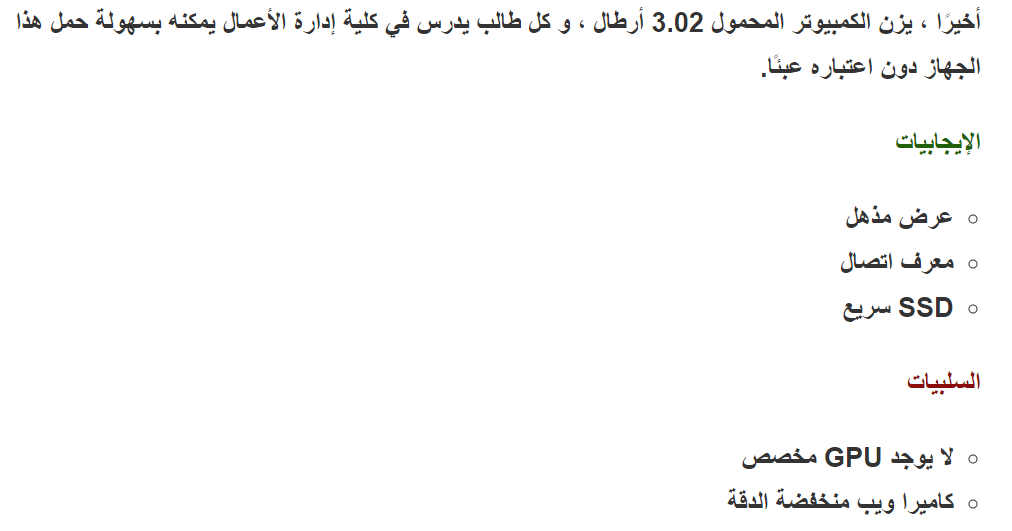 أخيرًا ، يزن الكمبيوتر المحمول 3.02 أرطال ، و كل طالب يدرس في كلية إدارة الأعمال يمكنه بسهولة حمل هذا
الجهاز دون اعتباره عبئًا.
الإيجابيات
عرض مذهل
معرف اتصال
SSD سريع
السلبيات
لا يوجد GPU مخصص
كاميرا ويب منخفضة الدقة